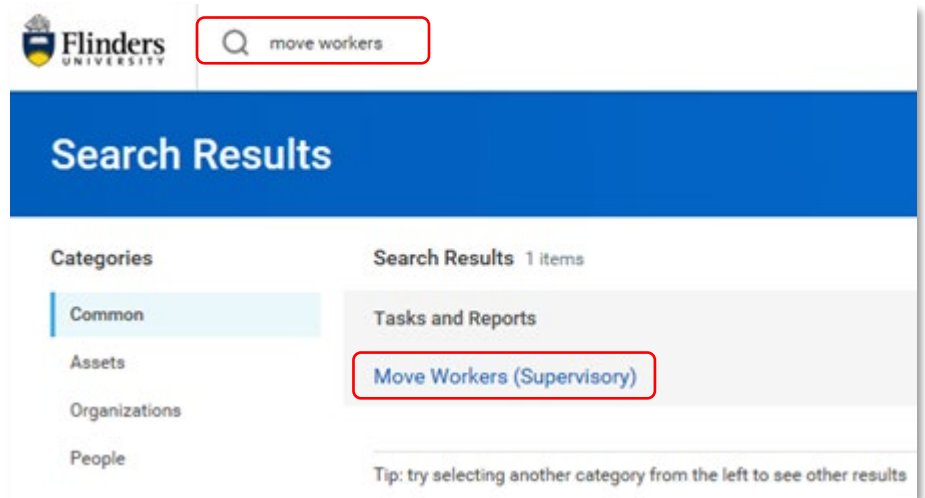 Flinders
UNIVERSITY
move workers
Search Results
Categories
Common
Assets
Organizations
People
Search Results 1 items
Tasks and Reports
Move Workers (Supervisory)
Tip: try selecting another category from the left to see other results